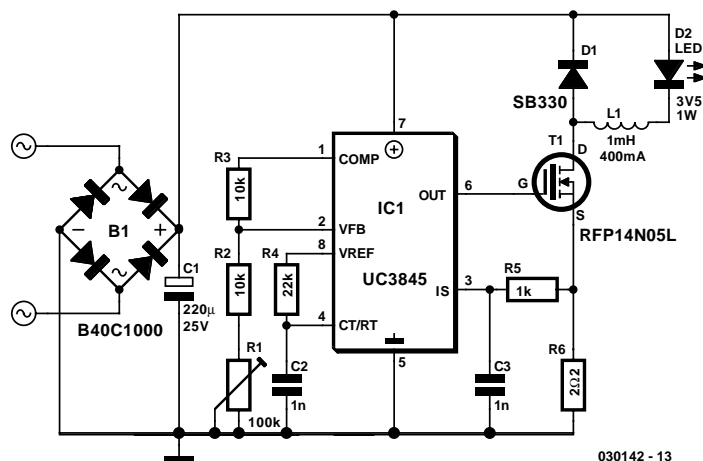 D1
D2
LED
SB330
3V5
1W
L1
1mH
400mA
T1
D
G
S
RFP14N05L
7
1
COMP
R3
10k
IC1
OUT
6
2
VFB
8
VREF
R2
10k
R4
22k
UC3845
3
IS
R5
1k
4
CT/RT
5
B1
−
+
B40C1000
C1
220µ
25V
R1
100k
C2
1n
C3
1n
R6
2Ω2
030142 - 13